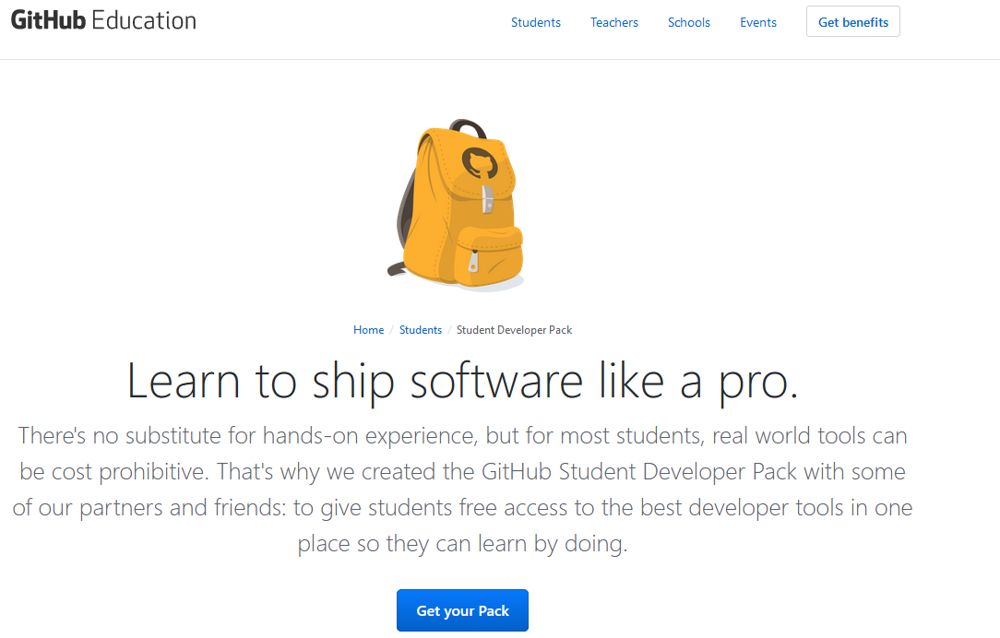 GitHub Education
Students Teachers Schools Events Get benefits
Home / Students / Student Developer Pack
Learn to ship software like a pro.
There's no substitute for hands-on experience, but for most students, real world tools can
be cost prohibitive. That's why we created the GitHub Student Developer Pack with some
of our partners and friends: to give students free access to the best developer tools in one
place so they can learn by doing.
Get your Pack